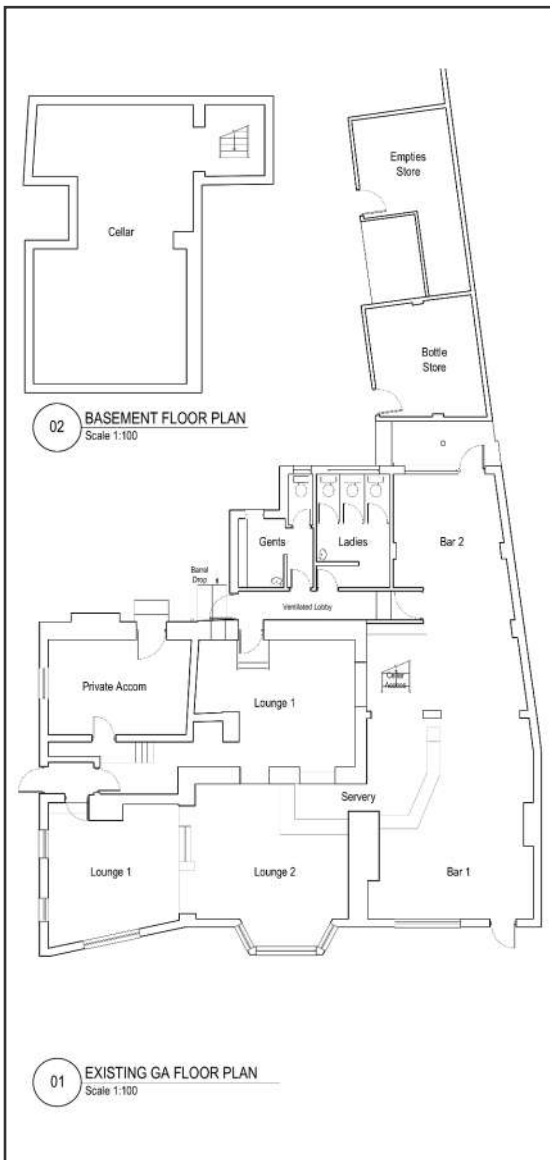 Empties
Store
Cellar
Bottle
Store
02
BASEMENT FLOOR PLAN
Scale 1:100
Gents
Ladies
Bar 2
Barrel
Drop
Ventilated Lobby
Private Accom
Lounge 1
Cellar
Access
Servery
Lounge 1
Lounge 2
Bar 1
01
EXISTING GA FLOOR PLAN
Scale 1:100